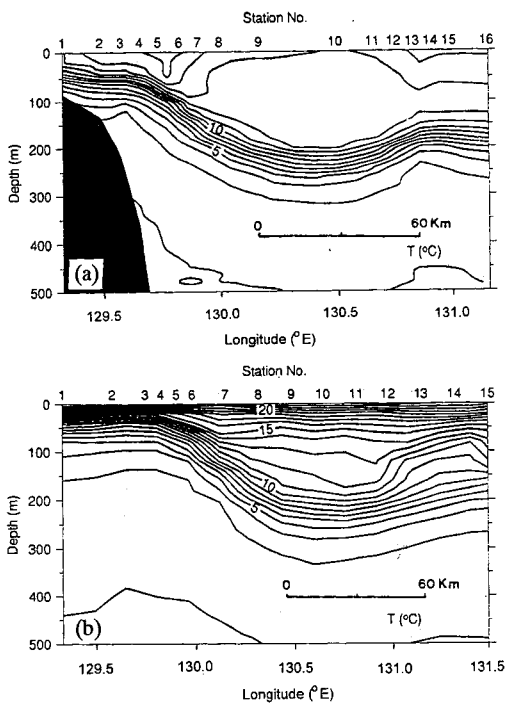 Station No.
1 2 3 4 5 6 7 8 9 10 11 12 13 14 15 16
0
100
200
300
400
500
Depth (m)
10
5
0 60 Km
T (°C)
(a)
129.5 130.0 130.5 131.0
Longitude (°E)
Station No.
1 2 3 4 5 6 7 8 9 10 11 12 13 14 15
0
100
200
300
400
500
Depth (m)
20
15
10
5
0 60 Km
T (°C)
(b)
129.5 130.0 130.5 131.0 131.5
Longitude (°E)